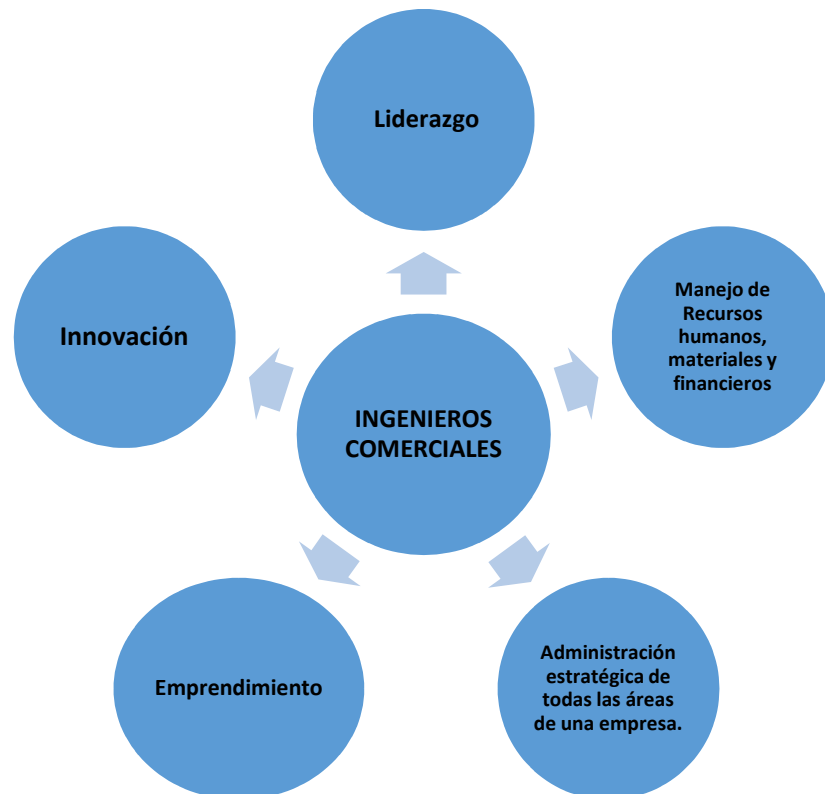 Liderazgo
Manejo de
Recursos
humanos,
materiales y
financieros
Innovación
INGENIEROS
COMERCIALES
Administración
estratégica de
todas las áreas
de una empresa.
Emprendimiento